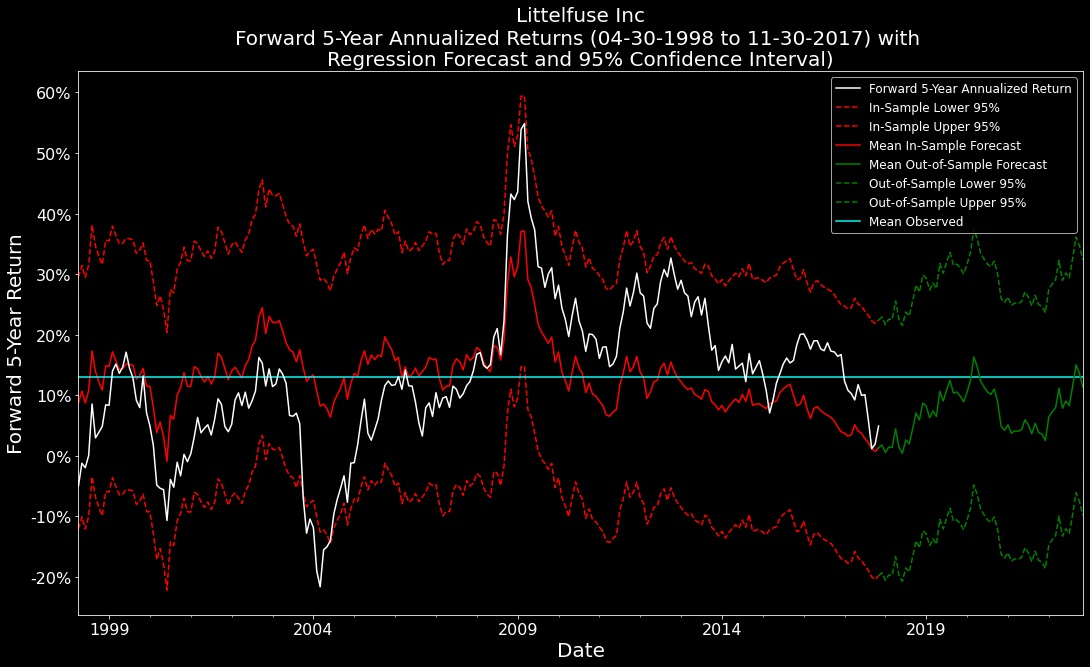 Littelfuse Inc
Forward 5-Year Annualized Returns (04-30-1998 to 11-30-2017) with
Regression Forecast and 95% Confidence Interval)
Forward 5-Year Annualized Return
In-Sample Lower 95%
In-Sample Upper 95%
Mean In-Sample Forecast
Mean Out-of-Sample Forecast
Out-of-Sample Lower 95%
Out-of-Sample Upper 95%
Mean Observed
Forward 5-Year Return
60%
50%
40%
30%
20%
10%
0%
-10%
-20%
1999
2004
2009
2014
2019
Date